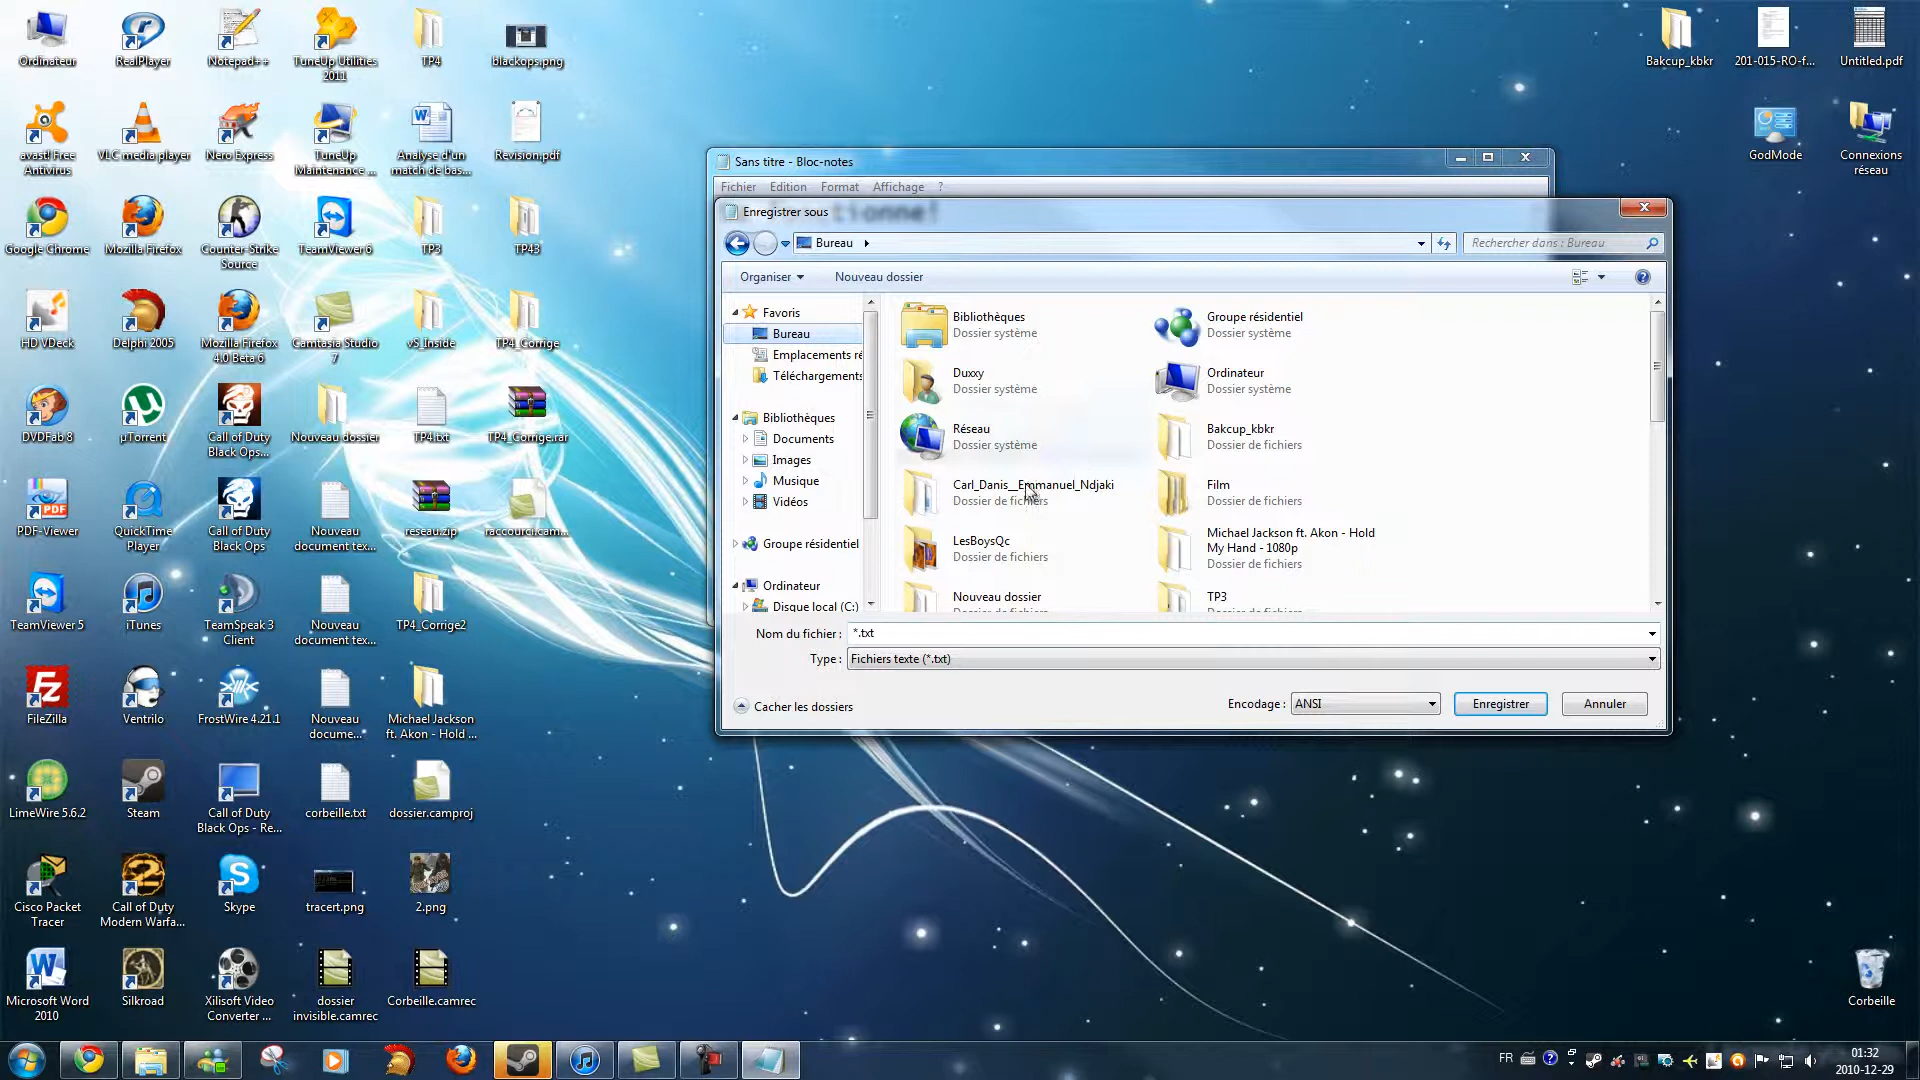 Ordinateur
RealPlayer
Notepad++
TuneUp Utilities
2011
TP4
blackops.png
Bakcup_kbkr
201-015-RO-f...
Untitled.pdf
avast! Free
Antivirus
VLC media player
Nero Express
TuneUp
Maintenance ...
Analyse d'un
match de bas...
Revision.pdf
GodMode
Connexions
réseau
Google Chrome
Mozilla Firefox
Counter-Strike
Source
TeamViewer 6
TP3
TP43
HD VDeck
Delphi 2005
Mozilla Firefox
4.0 Beta 6
Camtasia Studio
7
vS_Inside
TP4_Corrige
DVDFab 8
µTorrent
Call of Duty
Black Ops...
Nouveau dossier
TP4.txt
TP4_Corrige.rar
PDF-Viewer
QuickTime
Player
Call of Duty
Black Ops
Nouveau
document tex...
reseau.zip
raccourci.cam...
TeamViewer 5
iTunes
TeamSpeak 3
Client
Nouveau
document tex...
TP4_Corrige2
FileZilla
Ventrilo
FrostWire 4.21.1
Nouveau
docume...
Michael Jackson
ft. Akon - Hold ...
LimeWire 5.6.2
Steam
Call of Duty
Black Ops - Re...
corbeille.txt
dossier.camproj
Cisco Packet
Tracer
Call of Duty
Modern Warfa...
Skype
tracert.png
2.png
Microsoft Word
2010
Silkroad
Xilisoft Video
Converter ...
dossier
invisible.camrec
Corbeille.camrec
Corbeille
Sans titre - Bloc-notes
Fichier Edition Format Affichage ?
tionne!
Enregistrer sous
Bureau
Rechercher dans : Bureau
Organiser
Nouveau dossier
Favoris
Bureau
Emplacements ré
Téléchargements
Bibliothèques
Documents
Images
Musique
Vidéos
Groupe résidentiel
Ordinateur
Disque local (C:)
Bibliothèques
Dossier système
Groupe résidentiel
Dossier système
Duxxy
Dossier système
Ordinateur
Dossier système
Réseau
Dossier système
Bakcup_kbkr
Dossier de fichiers
Carl_Danis__Emmanuel_Ndjaki
Dossier de fichiers
Film
Dossier de fichiers
LesBoysQc
Dossier de fichiers
Michael Jackson ft. Akon - Hold
My Hand - 1080p
Dossier de fichiers
Nouveau dossier
Dossier de fichiers
TP3
Dossier de fichiers
Nom du fichier : *.txt
Type : Fichiers texte (*.txt)
Cacher les dossiers
Encodage : ANSI
Enregistrer
Annuler
FR
01:32
2010-12-29